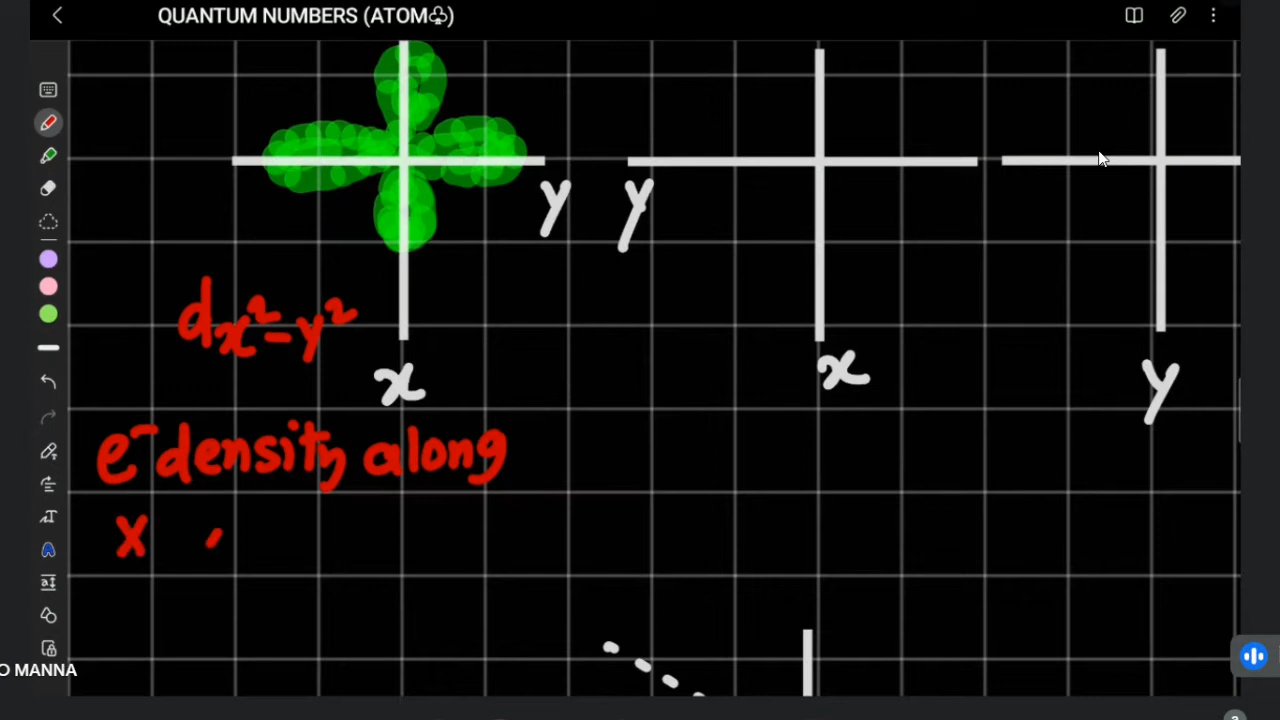 QUANTUM NUMBERS (ATOM♧)
y y
dx²-y²
x x y
e⁻ density along
x
O MANNA